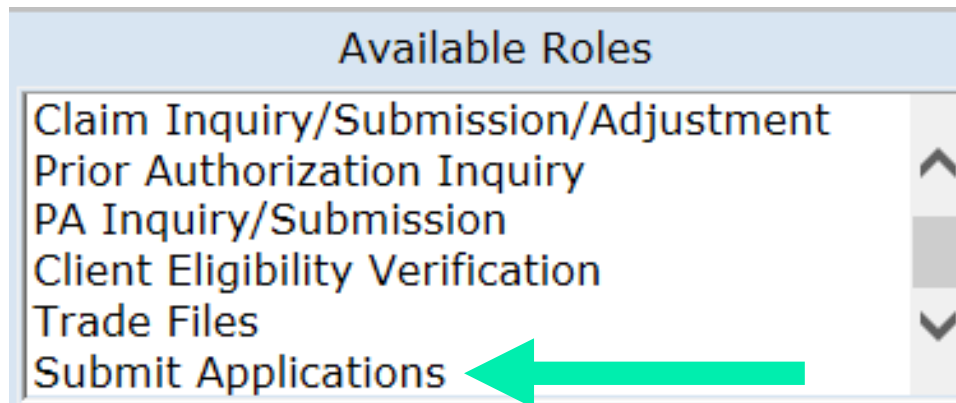 Available Roles
Claim Inquiry/Submission/Adjustment
Prior Authorization Inquiry
PA Inquiry/Submission
Client Eligibility Verification
Trade Files
Submit Applications